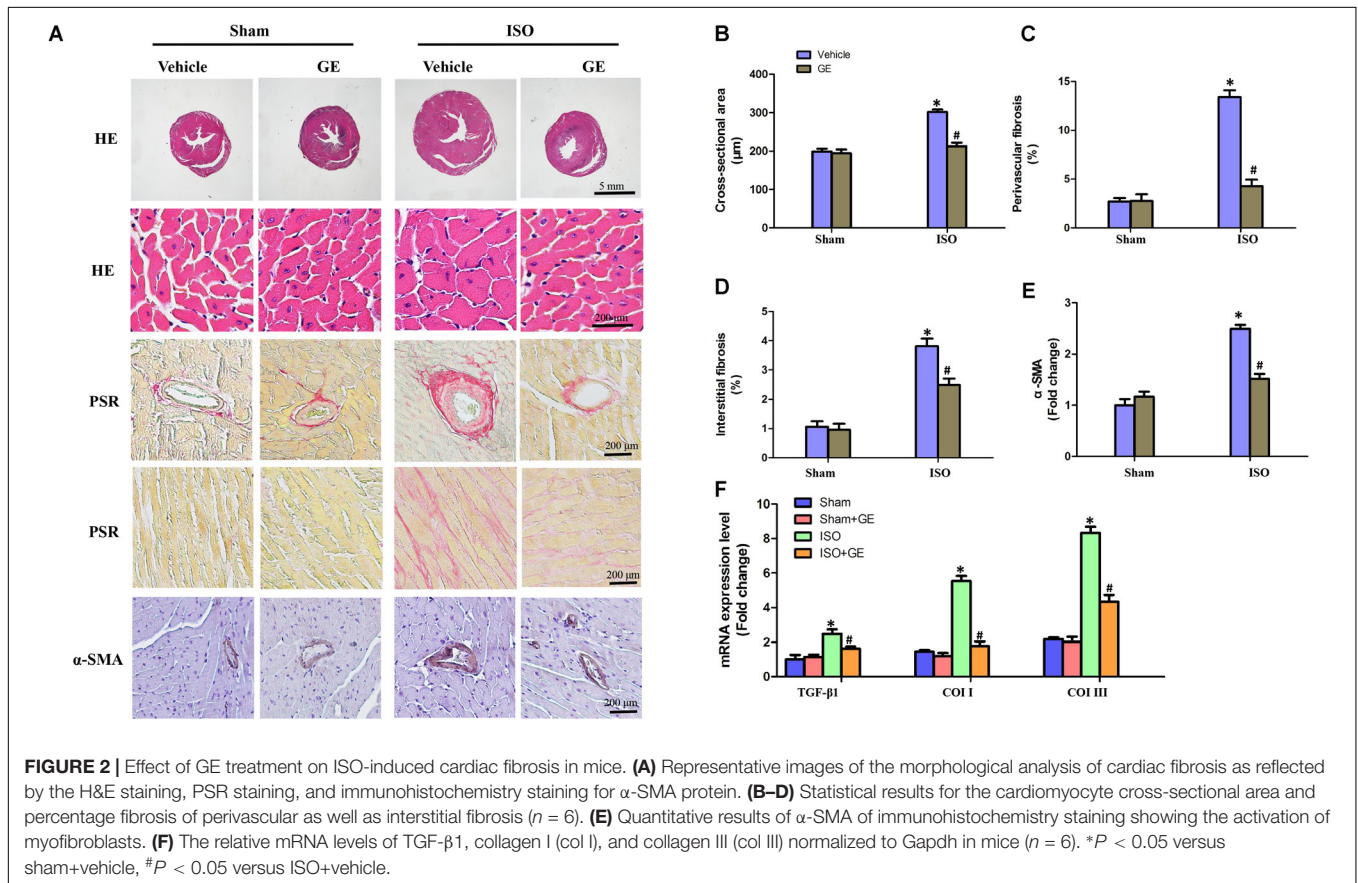 A
Sham
ISO
Vehicle
GE
Vehicle
GE
HE
5 mm
HE
200 μm
PSR
200 μm
PSR
200 μm
α-SMA
200 μm
B
Vehicle
GE
Cross-sectional area
(μm)
400
300
200
100
0
Sham
ISO
*
#
C
Perivascular fibrosis
(%)
15
10
5
0
Sham
ISO
*
#
D
Interstitial fibrosis
(%)
5
4
3
2
1
0
Sham
ISO
*
#
E
α-SMA
(Fold change)
3
2
1
0
Sham
ISO
*
#
F
Sham
Sham+GE
ISO
ISO+GE
mRNA expression level
(Fold change)
10
8
6
4
2
0
*
#
*
#
*
#
TGF-β1
COI I
COI III
FIGURE 2 | Effect of GE treatment on ISO-induced cardiac fibrosis in mice. (A) Representative images of the morphological analysis of cardiac fibrosis as reflected
by the H&E staining, PSR staining, and immunohistochemistry staining for α-SMA protein. (B–D) Statistical results for the cardiomyocyte cross-sectional area and
percentage fibrosis of perivascular as well as interstitial fibrosis (n = 6). (E) Quantitative results of α-SMA of immunohistochemistry staining showing the activation of
myofibroblasts. (F) The relative mRNA levels of TGF-β1, collagen I (col I), and collagen III (col III) normalized to Gapdh in mice (n = 6). *P < 0.05 versus
sham+vehicle, #P < 0.05 versus ISO+vehicle.